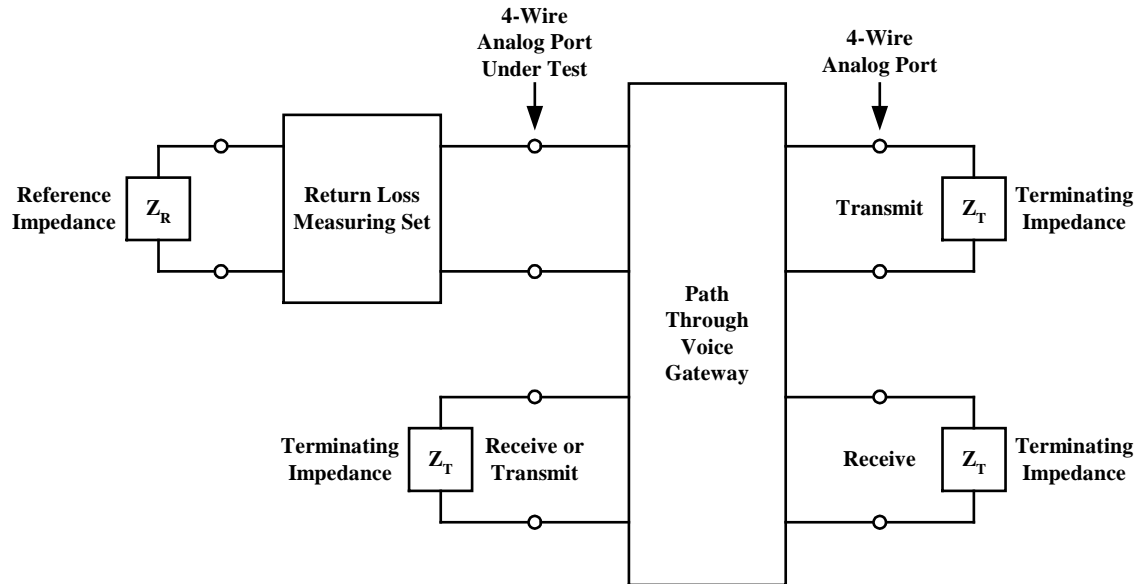 4-Wire
Analog Port
Under Test
4-Wire
Analog Port
Reference
Impedance
Z_R
Return Loss
Measuring Set
Transmit
Z_T
Terminating
Impedance
Path
Through
Voice
Gateway
Terminating
Impedance
Z_T
Receive or
Transmit
Receive
Z_T
Terminating
Impedance